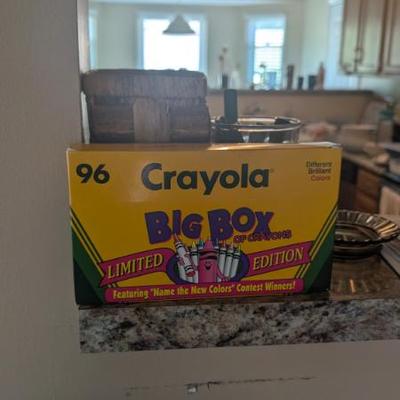 96
Crayola®
Different
Brilliant
Colors
BIG BOX
OF CRAYONS
LIMITED EDITION
Featuring "Name the New Colors" Contest Winners!